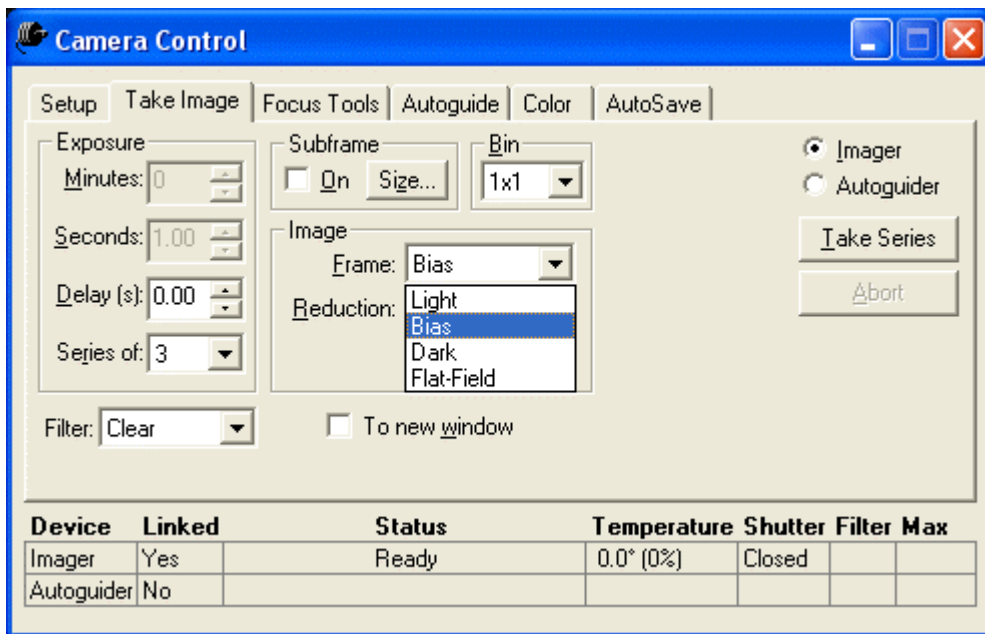 Camera Control
Setup Take Image Focus Tools Autoguide Color AutoSave
Exposure Subframe Bin Imager
Minutes: 0 On Size... 1x1 Autoguider
Seconds: 1.00 Image Take Series
Frame: Bias
Delay (s): 0.00 Reduction: Light Abort
Bias
Series of: 3 Dark
Flat-Field
Filter: Clear To new window
Device Linked Status Temperature Shutter Filter Max
Imager Yes Ready 0.0° (0%) Closed
Autoguider No